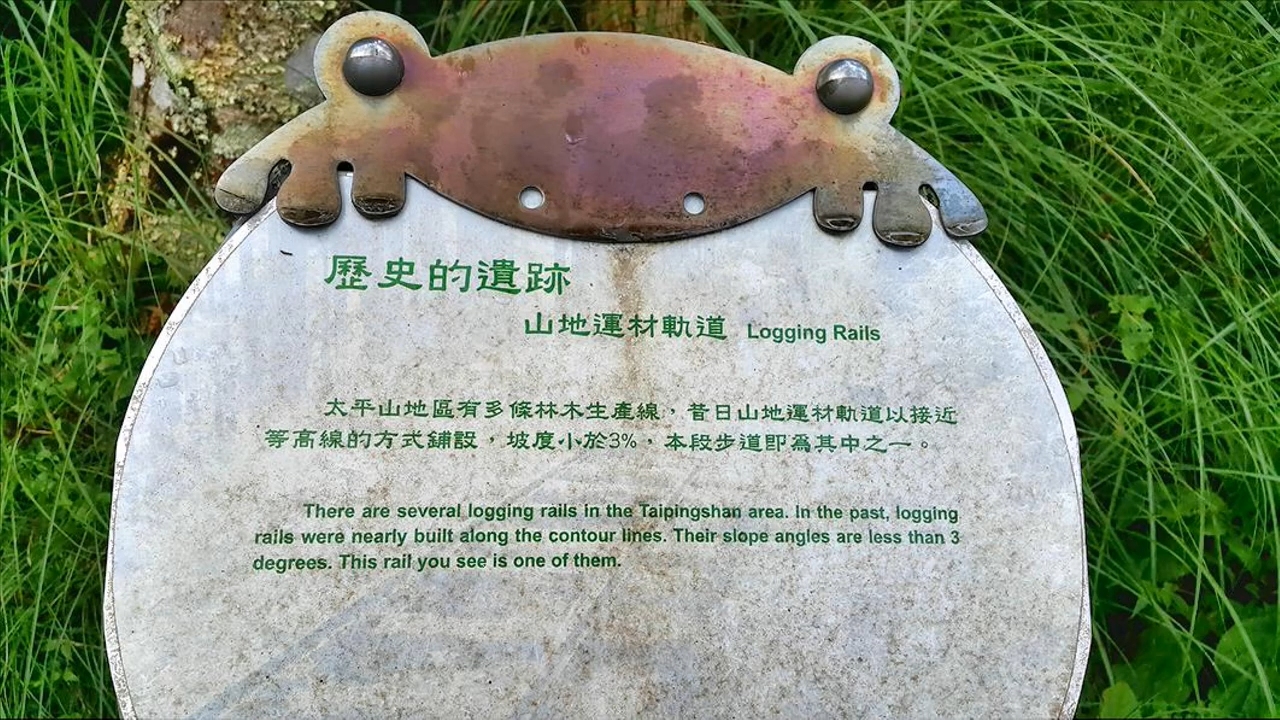 歷史的遺跡
山地運材軌道 Logging Rails
太平山地區有多條林木生產線，昔日山地運材軌道以接近
等高線的方式鋪設，坡度小於3%，本段步道即為其中之一。
There are several logging rails in the Taipingshan area. In the past, logging
rails were nearly built along the contour lines. Their slope angles are less than 3
degrees. This rail you see is one of them.